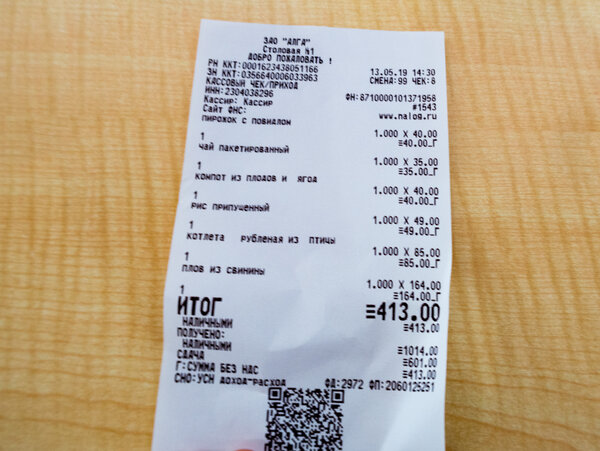 ЗАО "АЛГА"
Столовая №1
ДОБРО ПОЖАЛОВАТЬ !
РН ККТ:0001623438051166 13.05.19 14:30
ЗН ККТ:0356640006033963 СМЕНА:99 ЧЕК:8
КАССОВЫЙ ЧЕК/ПРИХОД
ИНН:2304038296 ФН:8710000101371958
Кассир: Кассир #1543
Сайт ФНС: www.nalog.ru
ПИРОЖОК С ПОВИДЛОМ
1 1.000 X 40.00
≡40.00_Г
ЧАЙ ПАКЕТИРОВАННЫЙ
1 1.000 X 35.00
≡35.00_Г
КОМПОТ ИЗ ПЛОДОВ И ЯГОД
1 1.000 X 40.00
≡40.00_Г
РИС ПРИПУЩЕННЫЙ
1 1.000 X 49.00
≡49.00_Г
КОТЛЕТА РУБЛЕНАЯ ИЗ ПТИЦЫ
1 1.000 X 85.00
≡85.00_Г
ПЛОВ ИЗ СВИНИНЫ
1 1.000 X 164.00
≡164.00_Г
ИТОГ ≡413.00
НАЛИЧНЫМИ ≡413.00
ПОЛУЧЕНО:
НАЛИЧНЫМИ ≡1014.00
СДАЧА ≡601.00
Г:СУММА БЕЗ НДС ≡413.00
СНО:УСН ДОХОД-РАСХОД ФД:2972 ФП:2060125251